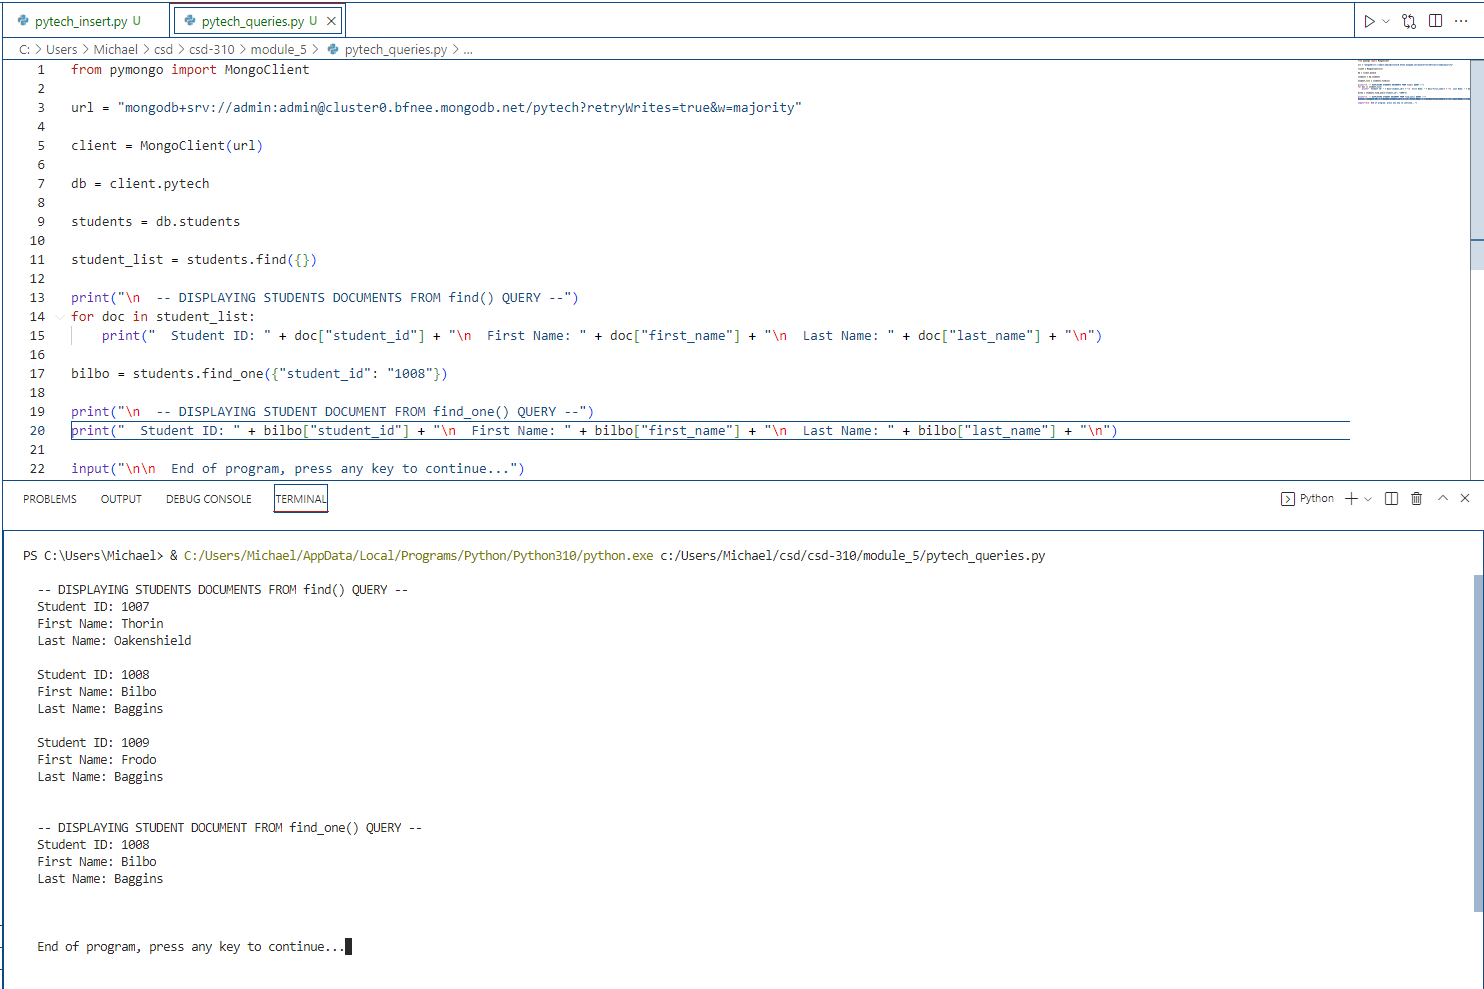 pytech_insert.py U
pytech_queries.py U
C: > Users > Michael > csd > csd-310 > module_5 > pytech_queries.py > ...
1 from pymongo import MongoClient
2
3 url = "mongodb+srv://admin:admin@cluster0.bfnee.mongodb.net/pytech?retryWrites=true&w=majority"
4
5 client = MongoClient(url)
6
7 db = client.pytech
8
9 students = db.students
10
11 student_list = students.find({})
12
13 print("\n  -- DISPLAYING STUDENTS DOCUMENTS FROM find() QUERY --")
14 for doc in student_list:
15     print("  Student ID: " + doc["student_id"] + "\n  First Name: " + doc["first_name"] + "\n  Last Name: " + doc["last_name"] + "\n")
16
17 bilbo = students.find_one({"student_id": "1008"})
18
19 print("\n  -- DISPLAYING STUDENT DOCUMENT FROM find_one() QUERY --")
20 print("  Student ID: " + bilbo["student_id"] + "\n  First Name: " + bilbo["first_name"] + "\n  Last Name: " + bilbo["last_name"] + "\n")
21
22 input("\n\n  End of program, press any key to continue...")
PROBLEMS OUTPUT DEBUG CONSOLE TERMINAL Python
PS C:\Users\Michael> & C:/Users/Michael/AppData/Local/Programs/Python/Python310/python.exe c:/Users/Michael/csd/csd-310/module_5/pytech_queries.py
-- DISPLAYING STUDENTS DOCUMENTS FROM find() QUERY --
Student ID: 1007
First Name: Thorin
Last Name: Oakenshield
Student ID: 1008
First Name: Bilbo
Last Name: Baggins
Student ID: 1009
First Name: Frodo
Last Name: Baggins
-- DISPLAYING STUDENT DOCUMENT FROM find_one() QUERY --
Student ID: 1008
First Name: Bilbo
Last Name: Baggins
End of program, press any key to continue...